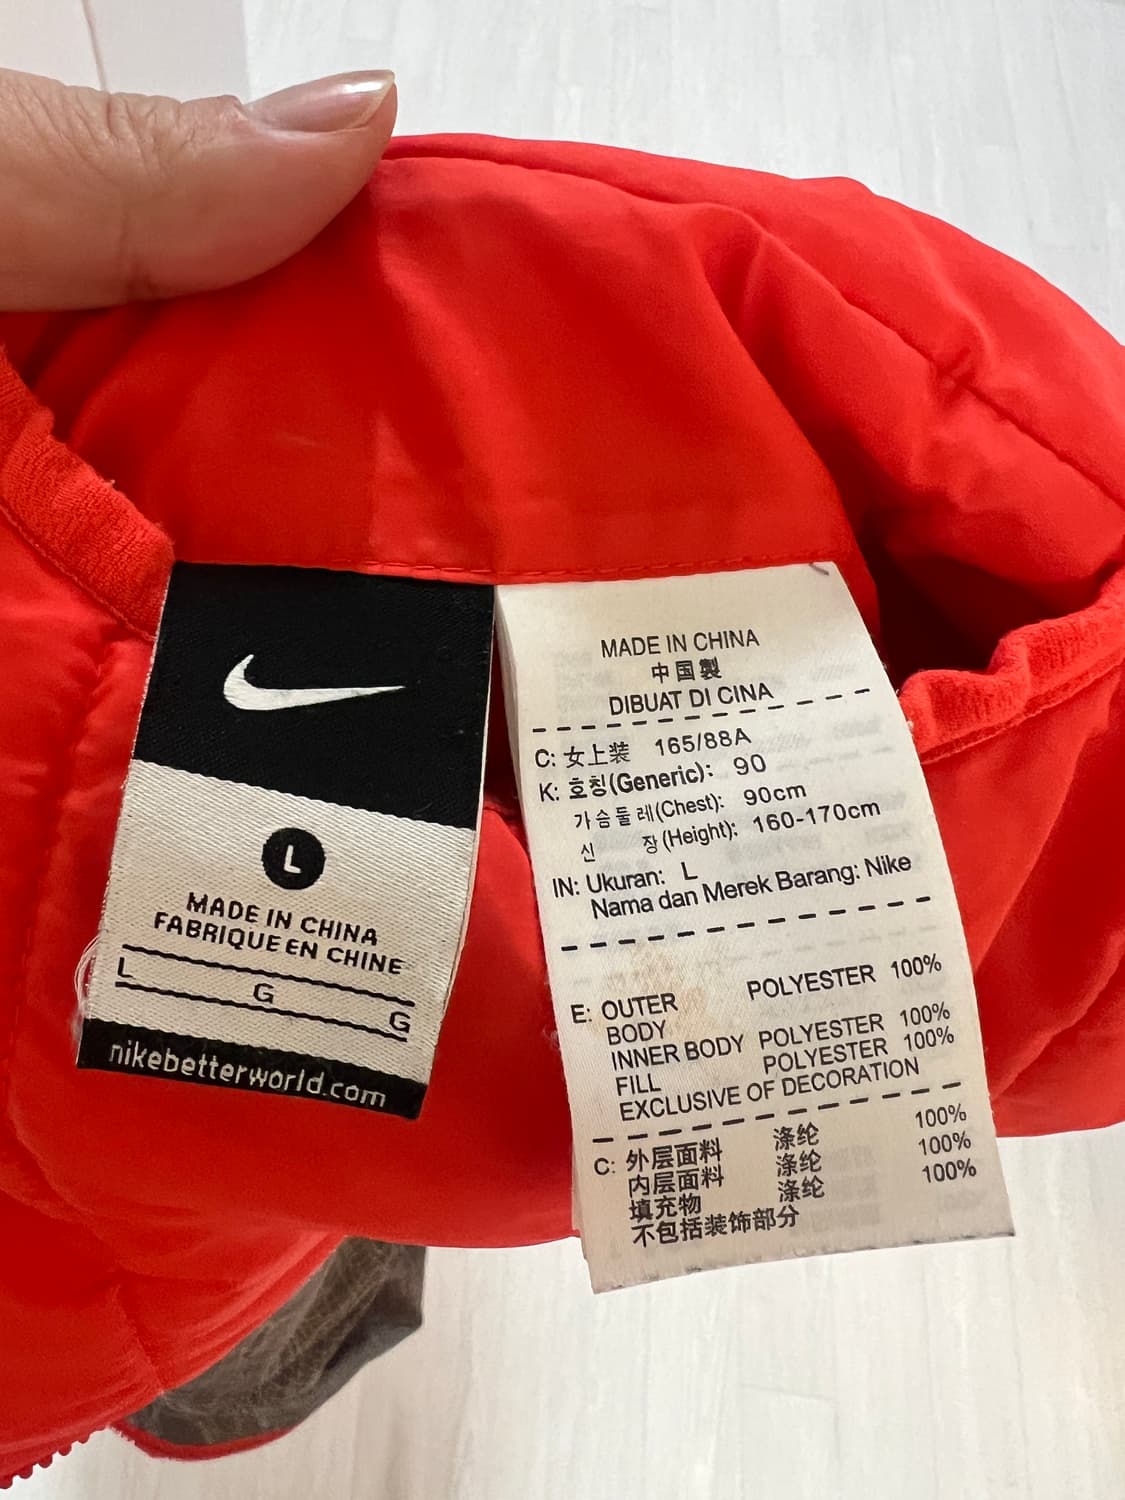 L
MADE IN CHINA
FABRIQUE EN CHINE
L
G
G
nikebetterworld.com
MADE IN CHINA
中国製
DIBUAT DI CINA
C: 女上装 165/88A
K: 호칭(Generic): 90
가슴둘레(Chest): 90cm
신 장(Height): 160-170cm
IN: Ukuran: L
Nama dan Merek Barang: Nike
E: OUTER POLYESTER 100%
BODY
INNER BODY POLYESTER 100%
FILL POLYESTER 100%
EXCLUSIVE OF DECORATION
C: 外层面料 涤纶 100%
内层面料 涤纶 100%
填充物 涤纶 100%
不包括装饰部分